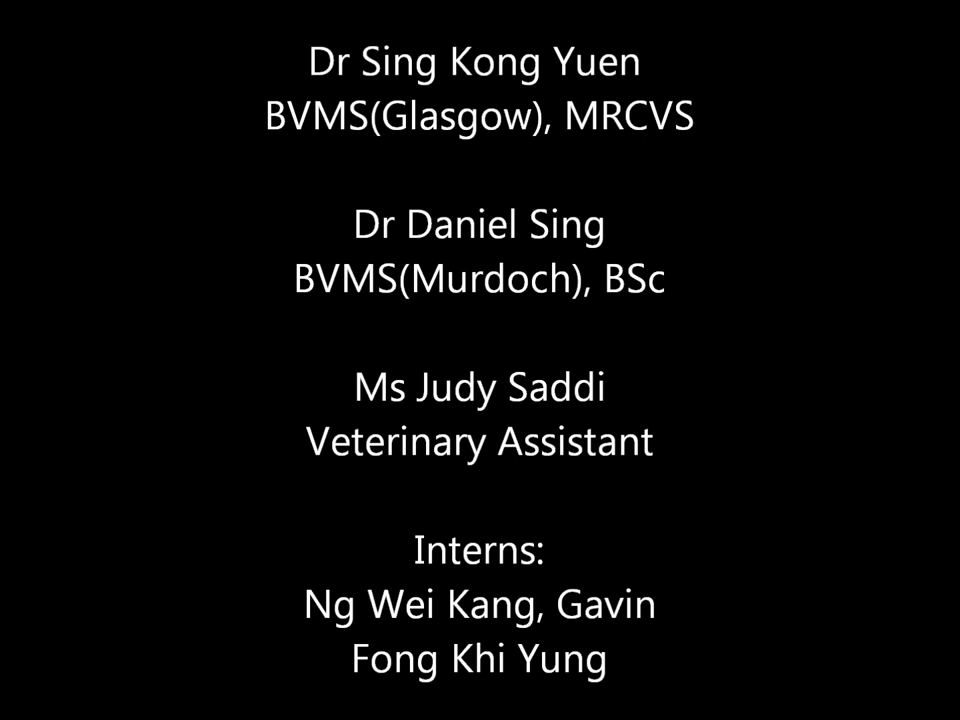 Dr Sing Kong Yuen
BVMS(Glasgow), MRCVS
Dr Daniel Sing
BVMS(Murdoch), BSc
Ms Judy Saddi
Veterinary Assistant
Interns:
Ng Wei Kang, Gavin
Fong Khi Yung